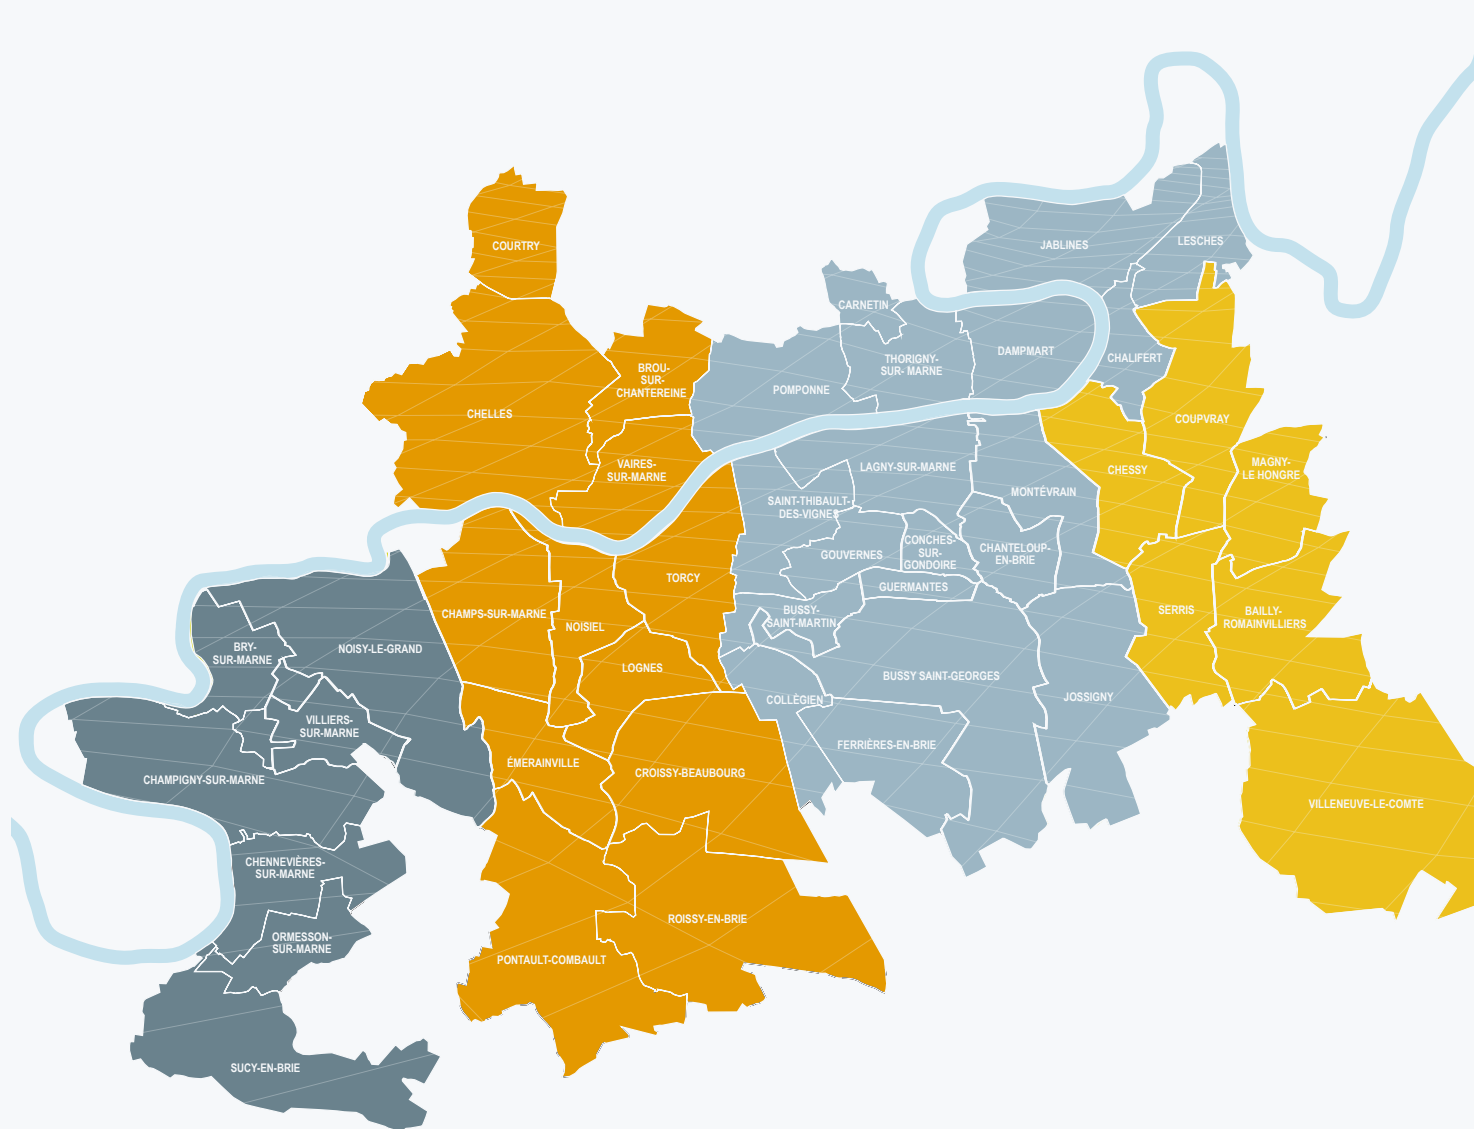 COURTRY
JABLINES
LESCHES
CARNETIN
BROU-
SUR-
CHANTEREINE
THORIGNY-
SUR- MARNE
DAMPMART
CHALIFERT
CHELLES
POMPONNE
COUPVRAY
VAIRES-
SUR-MARNE
LAGNY-SUR-MARNE
CHESSY
MAGNY-
LE HONGRE
SAINT-THIBAULT-
DES-VIGNES
MONTÉVRAIN
GOUVERNES
CONCHES-
SUR-
GONDOIRE
CHANTELOUP-
EN-BRIE
TORCY
GUERMANTES
CHAMPS-SUR-MARNE
NOISIEL
BUSSY-
SAINT-MARTIN
SERRIS
BAILLY-
ROMAINVILLIERS
BRY-
SUR-MARNE
NOISY-LE-GRAND
LOGNES
BUSSY SAINT-GEORGES
COLLÉGIEN
JOSSIGNY
VILLIERS-
SUR-MARNE
FERRIÈRES-EN-BRIE
CHAMPIGNY-SUR-MARNE
ÉMERAINVILLE
CROISSY-BEAUBOURG
VILLENEUVE-LE-COMTE
CHENNEVIÈRES-
SUR-MARNE
ROISSY-EN-BRIE
ORMESSON-
SUR-MARNE
PONTAULT-COMBAULT
SUCY-EN-BRIE